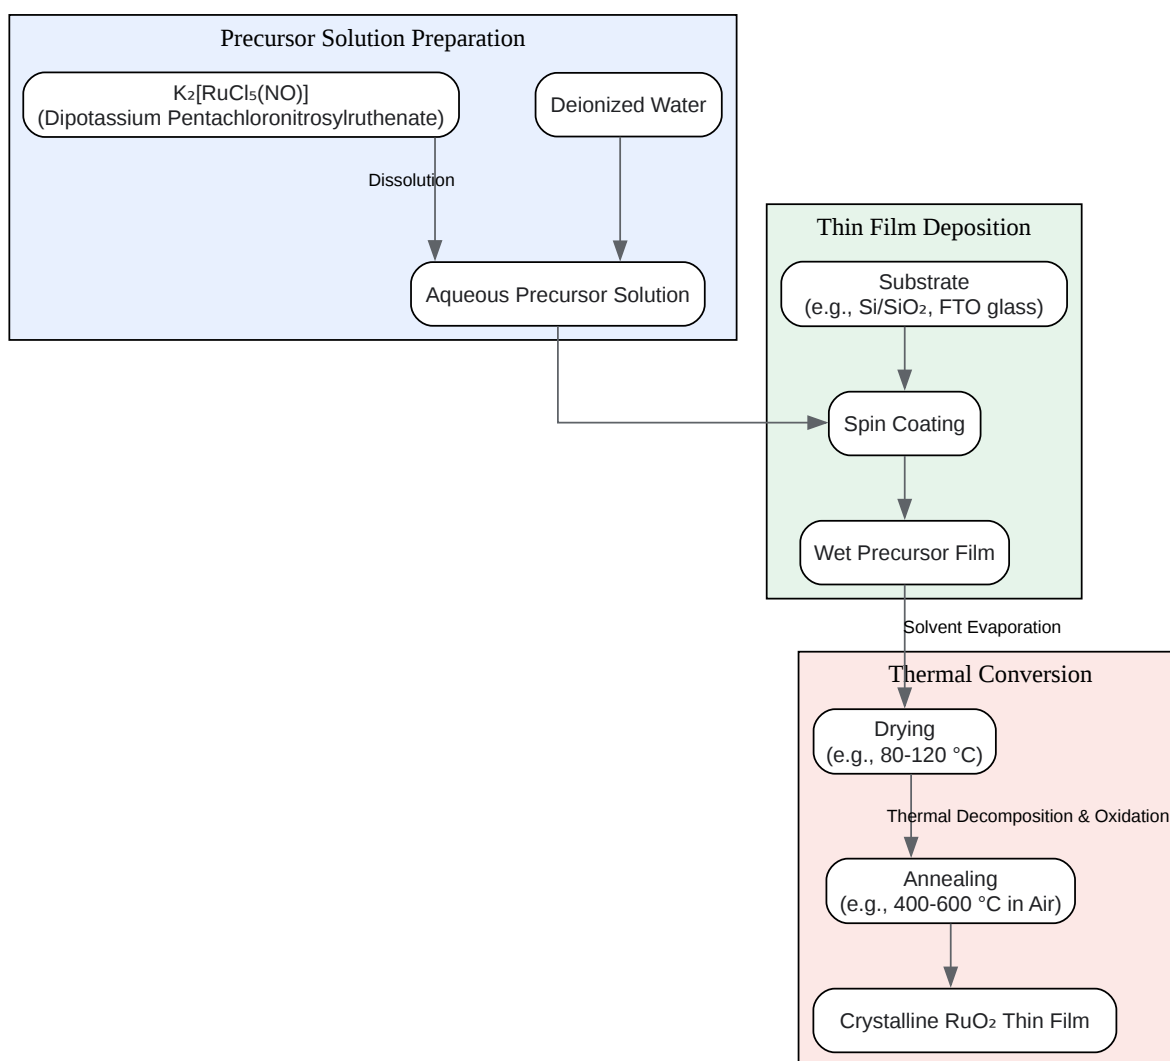 Precursor Solution Preparation
K₂[RuCl₅(NO)]
(Dipotassium Pentachloronitrosylruthenate)
Deionized Water
Dissolution
Aqueous Precursor Solution
Thin Film Deposition
Substrate
(e.g., Si/SiO₂, FTO glass)
Spin Coating
Wet Precursor Film
Solvent Evaporation
Thermal Conversion
Drying
(e.g., 80-120 °C)
Thermal Decomposition & Oxidation
Annealing
(e.g., 400-600 °C in Air)
Crystalline RuO₂ Thin Film